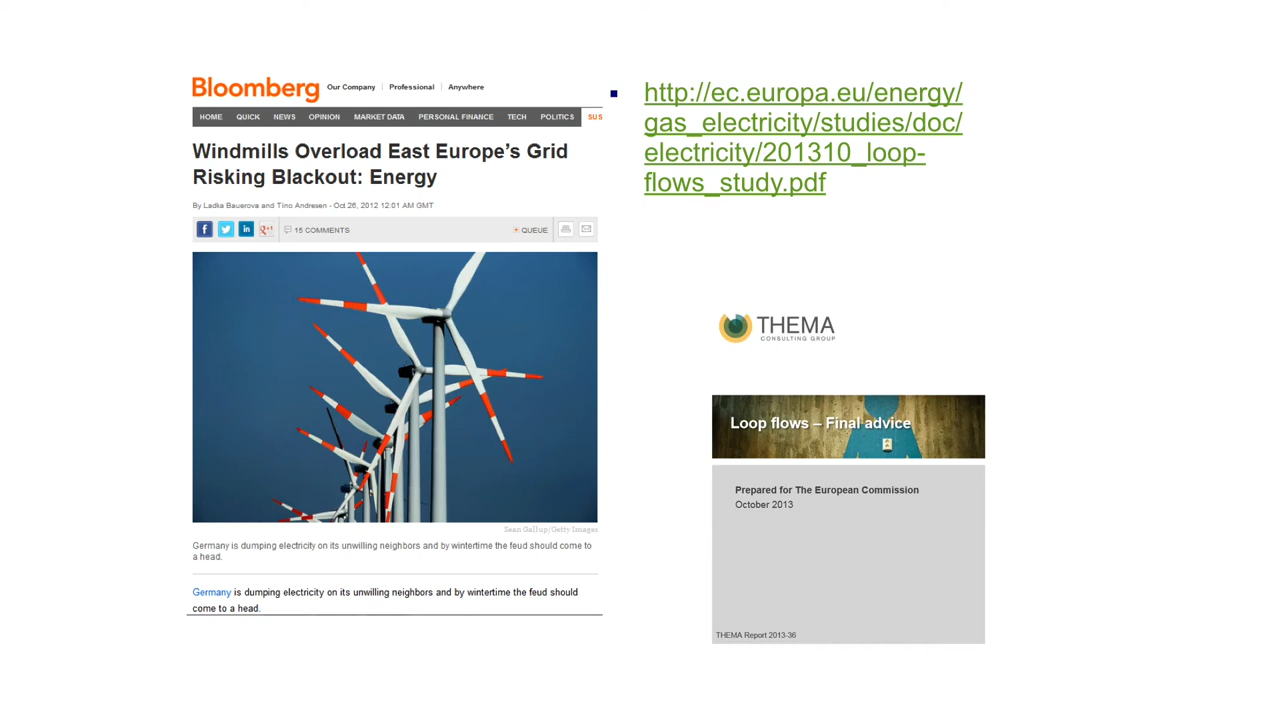 Bloomberg Our Company Professional Anywhere
HOME QUICK NEWS OPINION MARKET DATA PERSONAL FINANCE TECH POLITICS SUS
Windmills Overload East Europe's Grid
Risking Blackout: Energy
By Ladka Bauerova and Tino Andresen - Oct 26, 2012 12:01 AM GMT
f in g+1 15 COMMENTS + QUEUE
Sean Gallup/Getty Images
Germany is dumping electricity on its unwilling neighbors and by wintertime the feud should come to
a head.
Germany is dumping electricity on its unwilling neighbors and by wintertime the feud should
come to a head.
▪ http://ec.europa.eu/energy/
gas_electricity/studies/doc/
electricity/201310_loop-
flows_study.pdf
THEMA
CONSULTING GROUP
Loop flows – Final advice
Prepared for The European Commission
October 2013
THEMA Report 2013-36